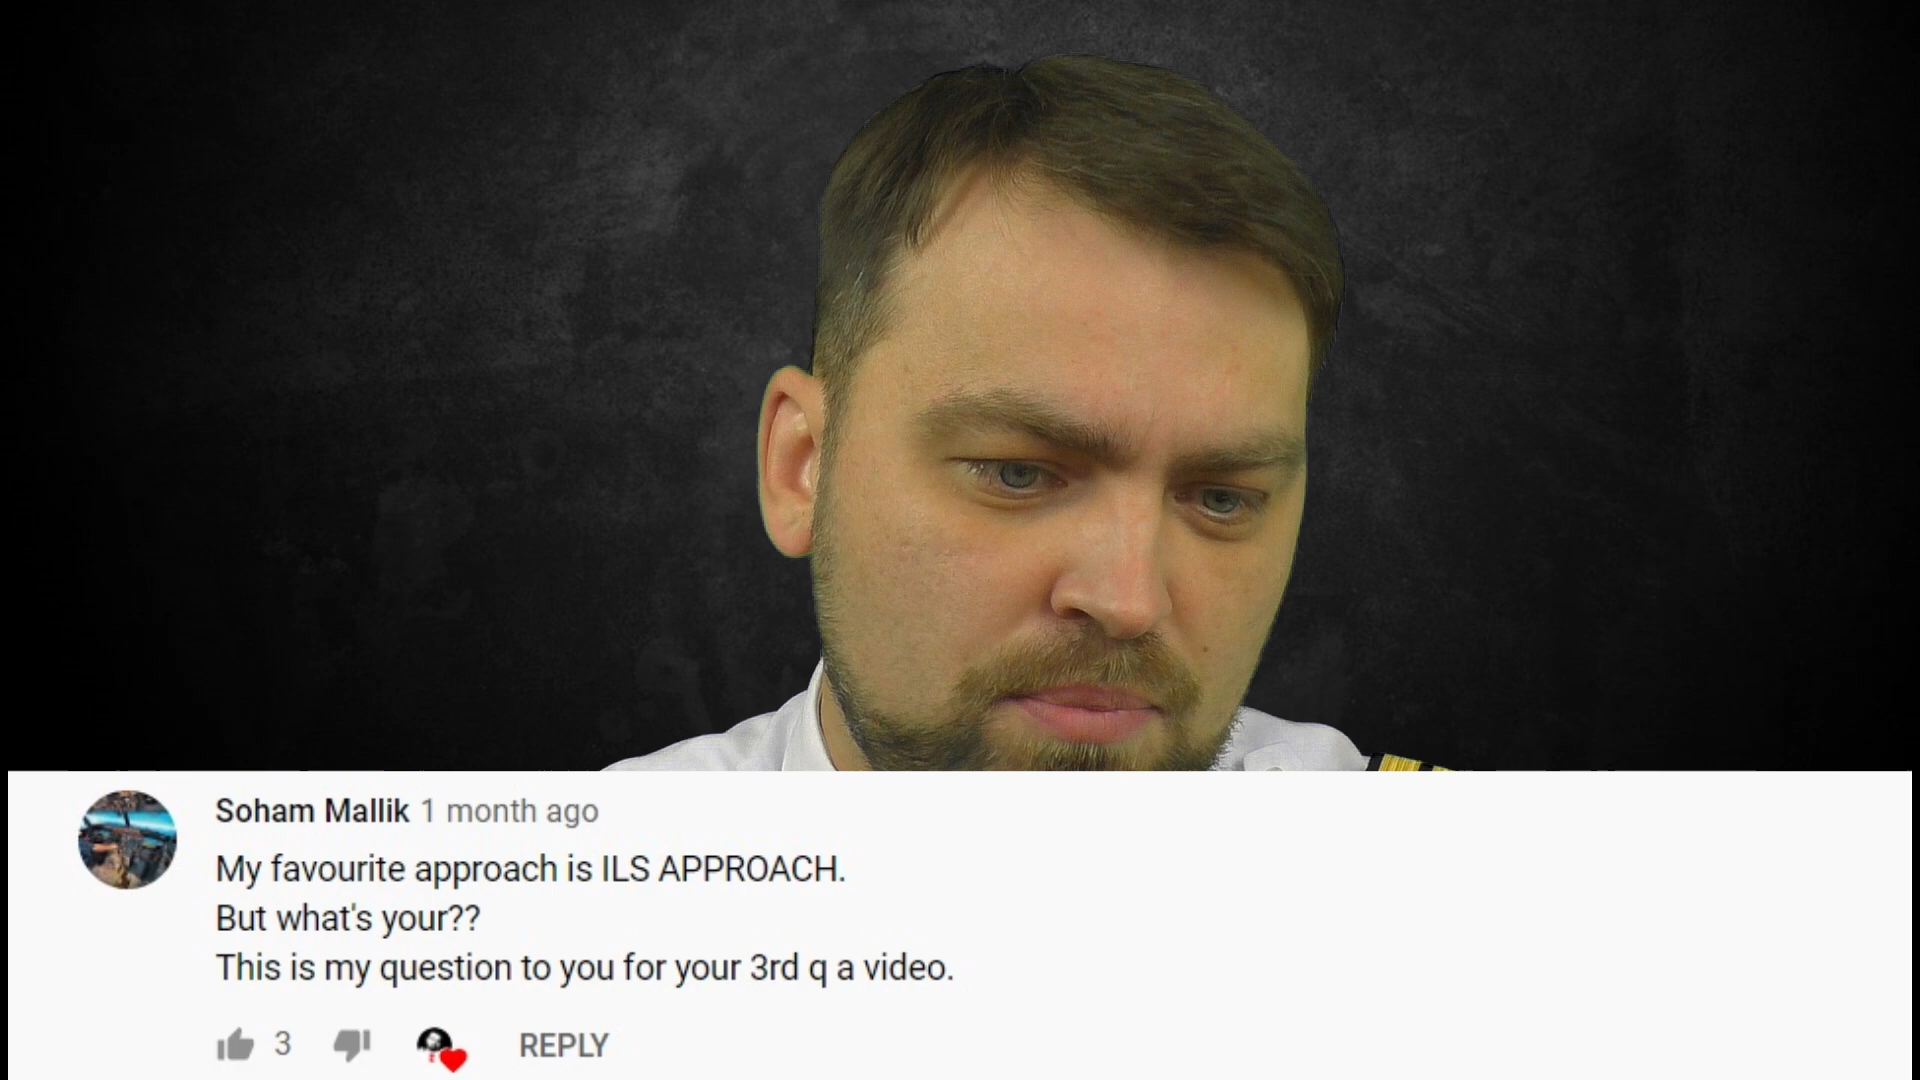 Soham Mallik 1 month ago
My favourite approach is ILS APPROACH.
But what's your??
This is my question to you for your 3rd q a video.
3
REPLY